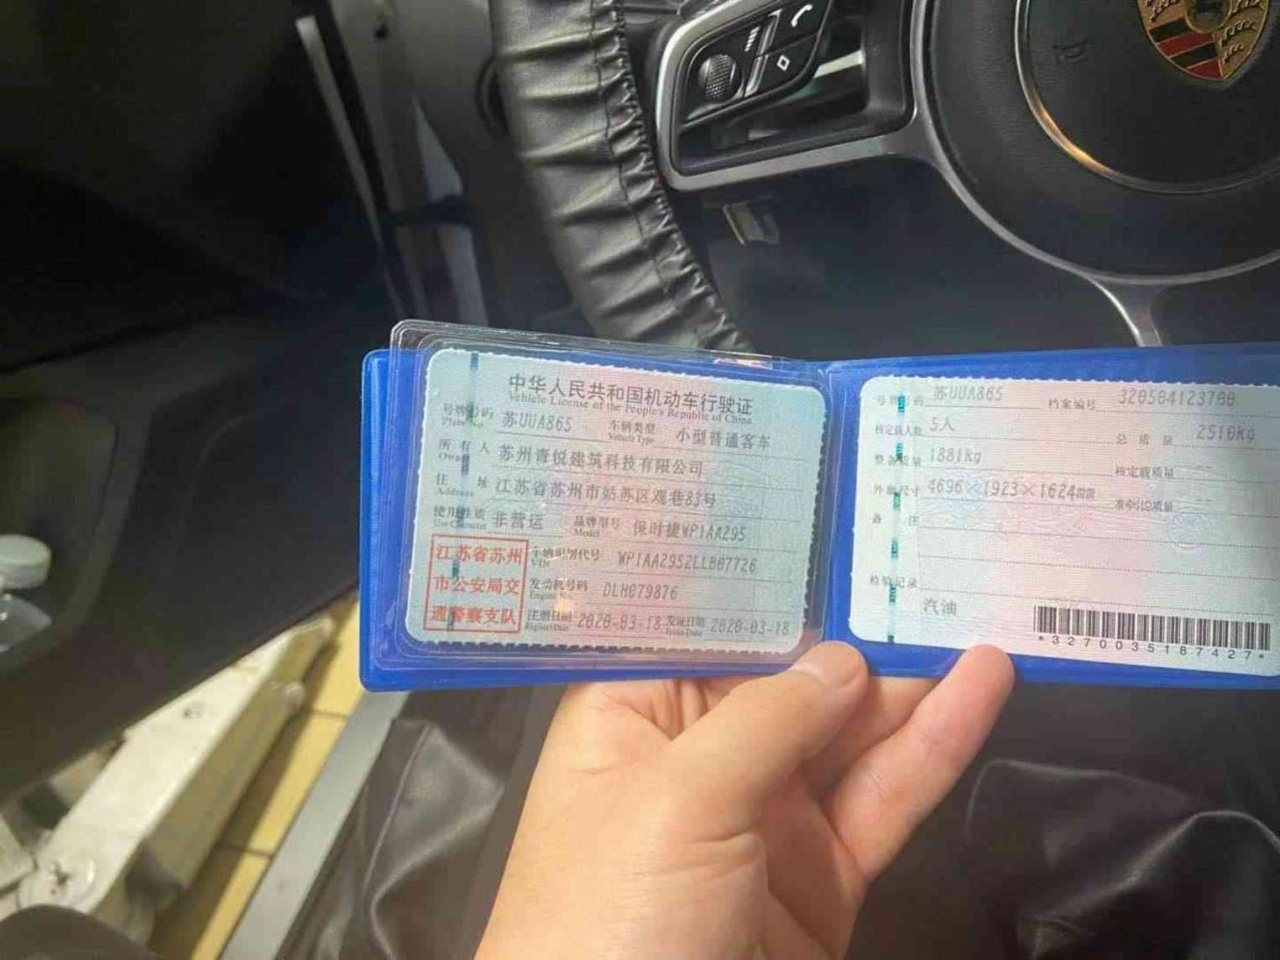 中华人民共和国机动车行驶证
Vehicle License of the People's Republic of China
号牌号码 苏UUA865 车辆类型 小型普通客车
Plate No. Vehicle Type
所有人 苏州青悦建筑科技有限公司
Owner
住址 江苏省苏州市姑苏区观巷83号
Address
使用性质 非营运 品牌型号 保时捷WP1AA295
Use Character Model
江苏省苏州
市公安局交
通警察支队
车辆识别代号 WP1AA2952LLB07726
VIN
发动机号码 DLH079876
Engine No.
注册日期 2020-03-18 发证日期 2020-03-18
Register Date Issue Date
号牌号码 苏UUA865 档案编号 320504123700
核定载人数 5人 总质量 2510kg
整备质量 1881kg 核定载质量
外廓尺寸 4696×1923×1624mm 准牵引总质量
备注
检验记录
汽油
*3270035187427*